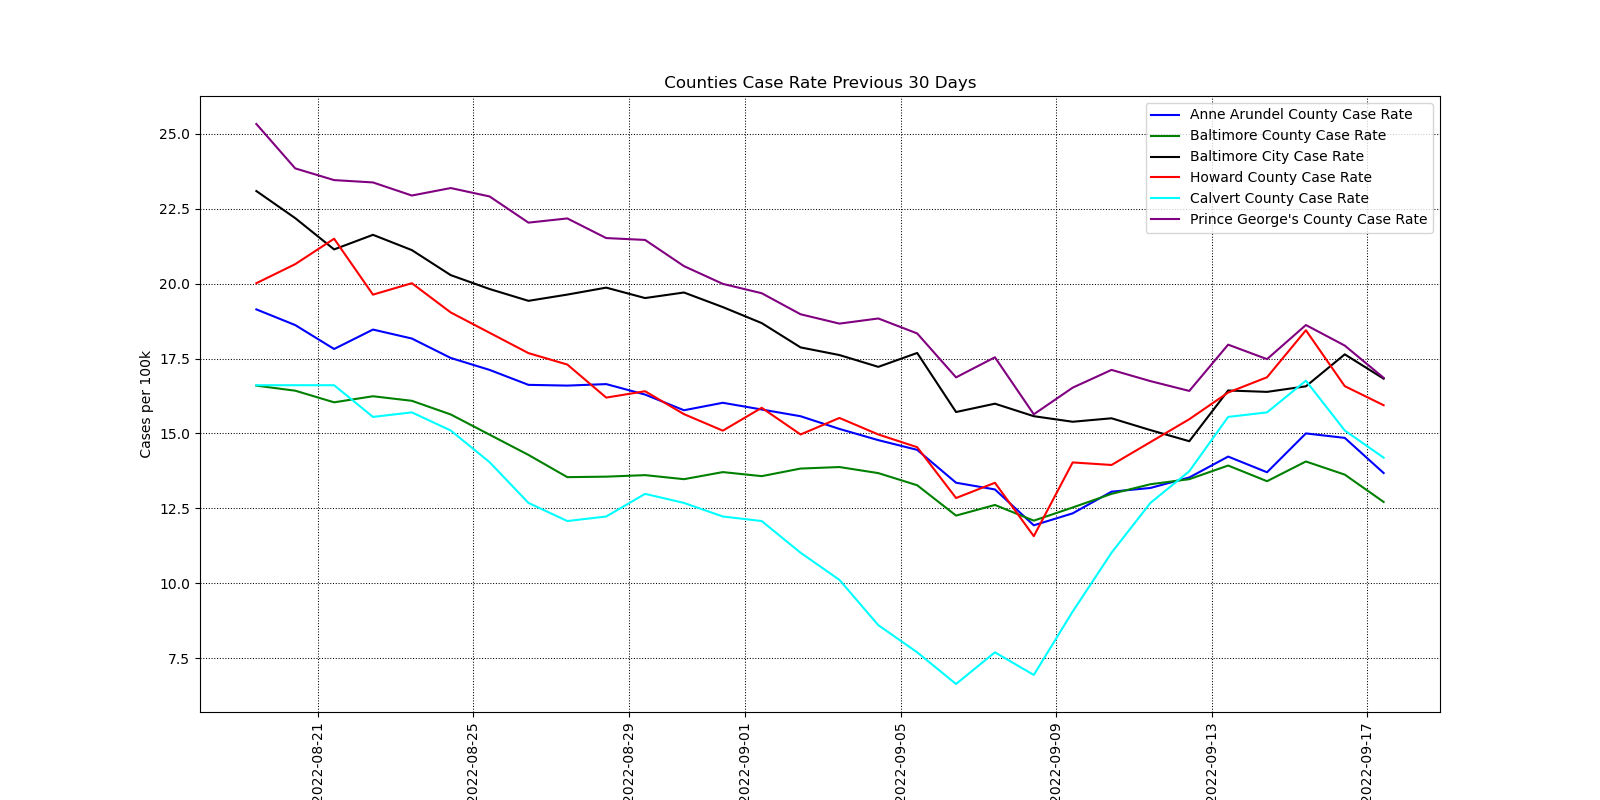 Counties Case Rate Previous 30 Days
Cases per 100k
25.0
22.5
20.0
17.5
15.0
12.5
10.0
7.5
Anne Arundel County Case Rate
Baltimore County Case Rate
Baltimore City Case Rate
Howard County Case Rate
Calvert County Case Rate
Prince George's County Case Rate
2022-08-21
2022-08-25
2022-08-29
2022-09-01
2022-09-05
2022-09-09
2022-09-13
2022-09-17